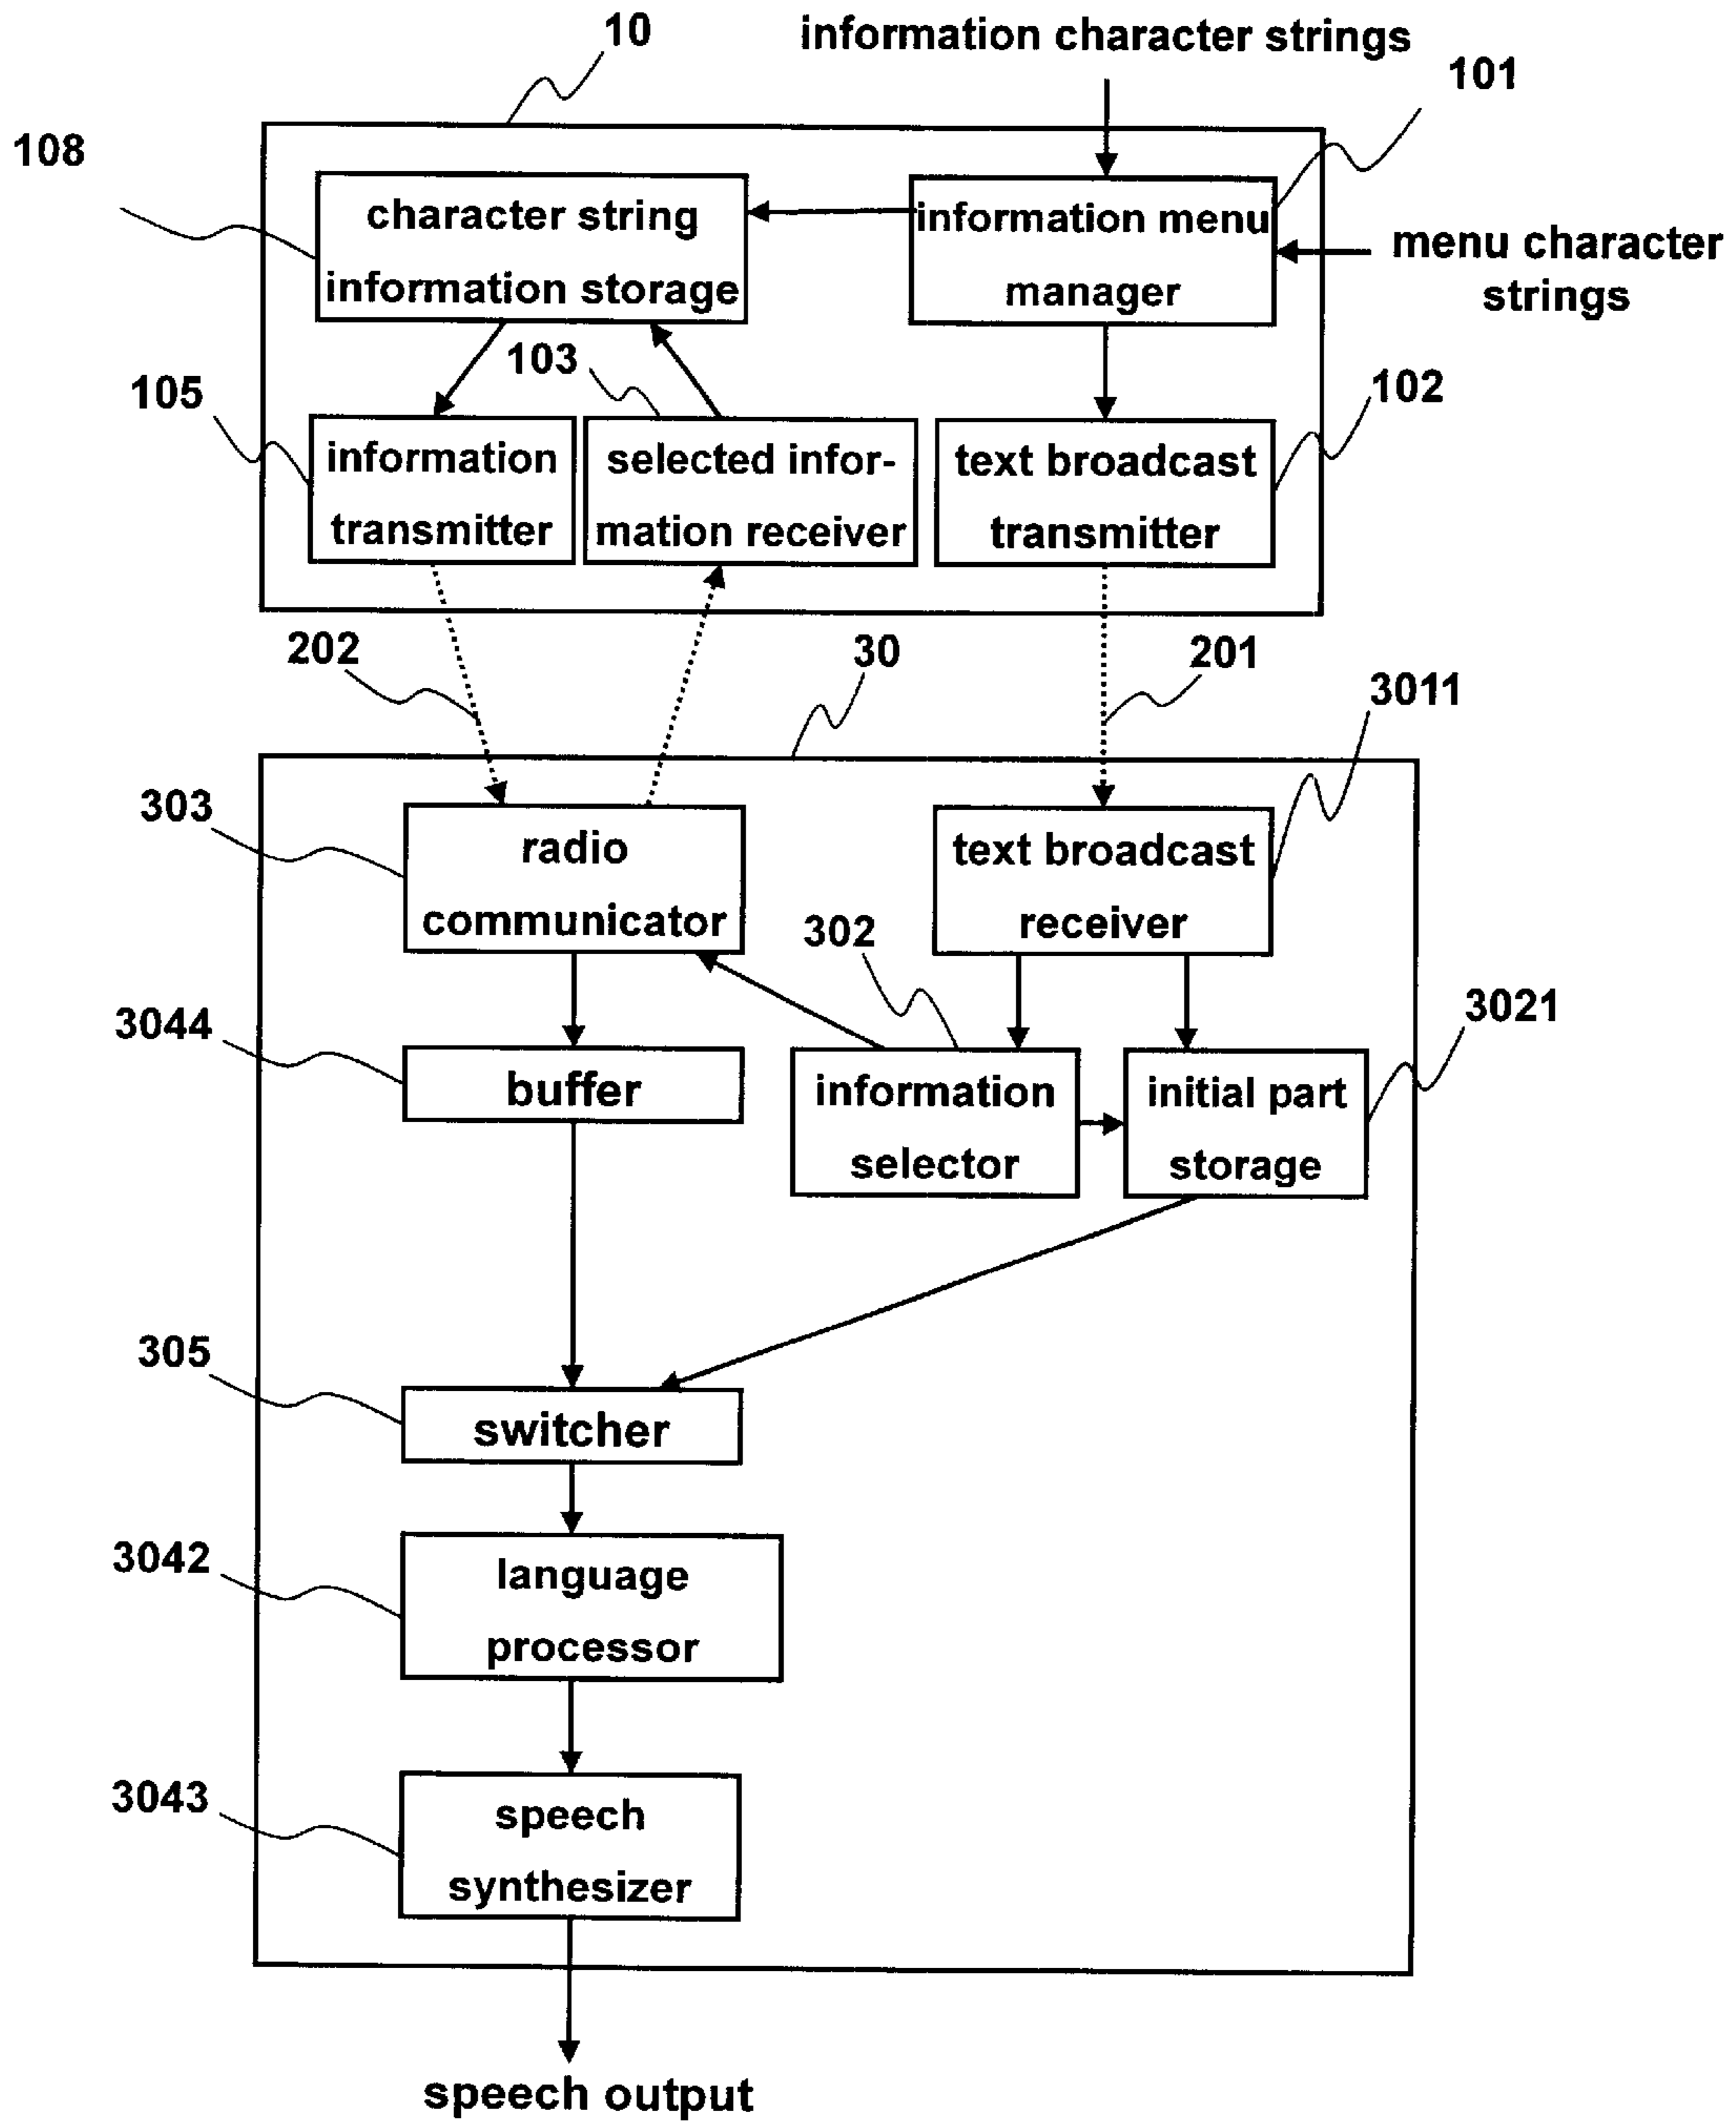 10
information character strings
101
108
character string
information storage
information menu
manager
menu character
strings
103
105
102
information
transmitter
selected infor-
mation receiver
text broadcast
transmitter
202
30
201
3011
303
radio
communicator
text broadcast
receiver
302
3044
3021
buffer
information
selector
initial part
storage
305
switcher
3042
language
processor
3043
speech
synthesizer
speech output